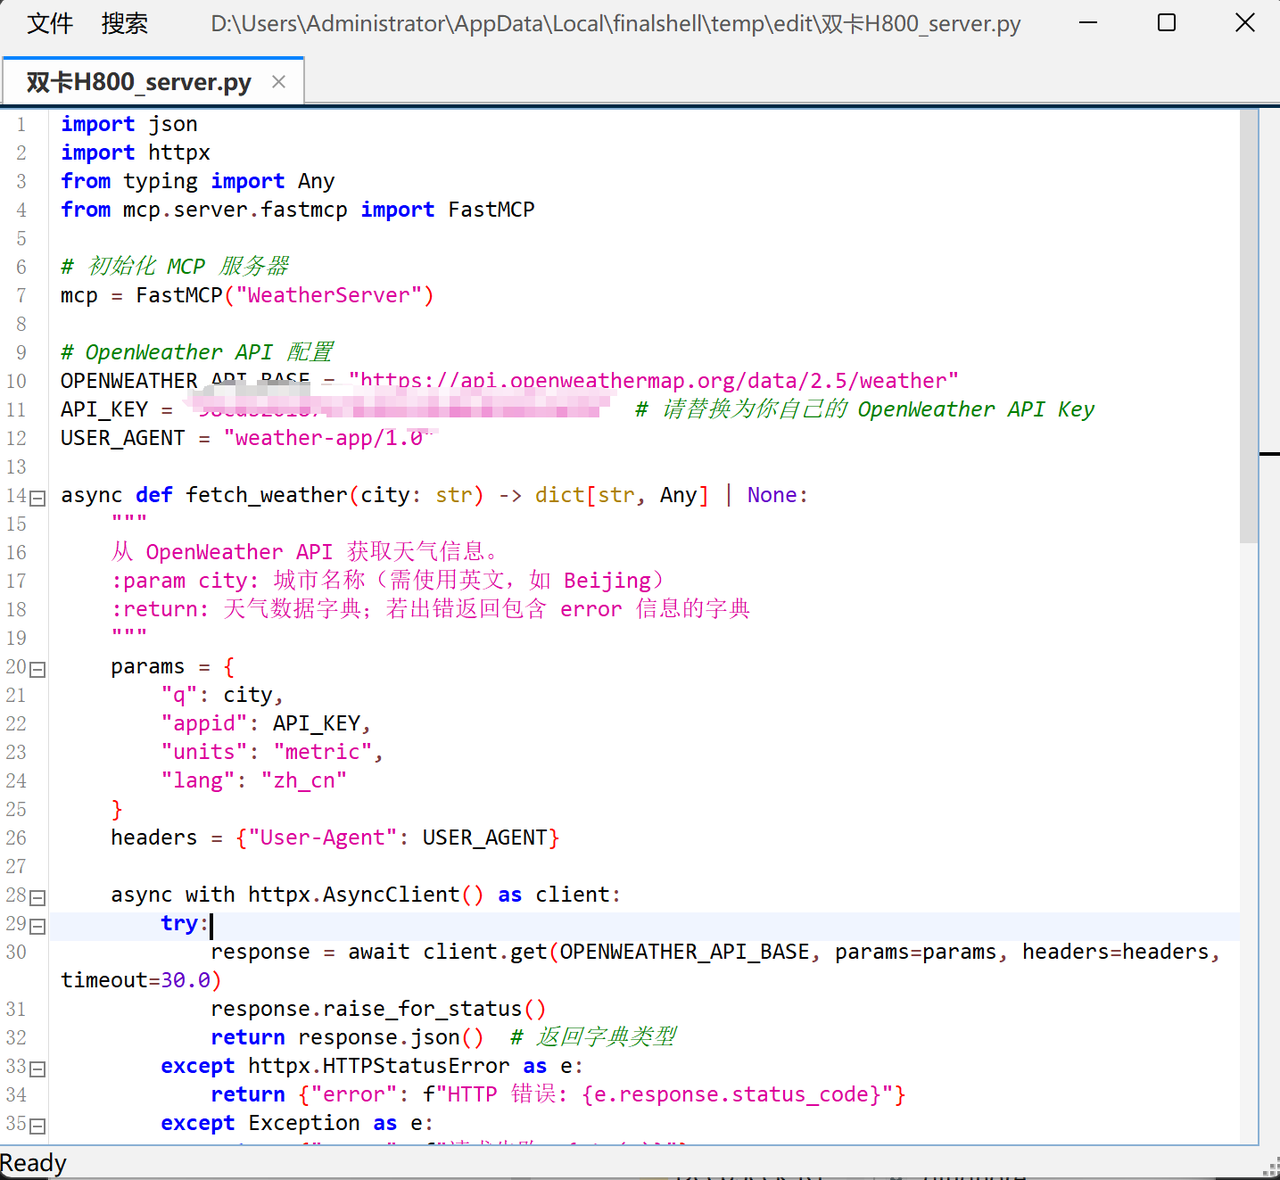 文件 搜索 D:\Users\Administrator\AppData\Local\finalshell\temp\edit\双卡H800_server.py
双卡H800_server.py
1 import json
2 import httpx
3 from typing import Any
4 from mcp.server.fastmcp import FastMCP
5
6 # 初始化 MCP 服务器
7 mcp = FastMCP("WeatherServer")
8
9 # OpenWeather API 配置
10 OPENWEATHER_API_BASE = "https://api.openweathermap.org/data/2.5/weather"
11 API_KEY = # 请替换为你自己的 OpenWeather API Key
12 USER_AGENT = "weather-app/1.0"
13
14 async def fetch_weather(city: str) -> dict[str, Any] | None:
15 """
16 从 OpenWeather API 获取天气信息。
17 :param city: 城市名称（需使用英文，如 Beijing）
18 :return: 天气数据字典；若出错返回包含 error 信息的字典
19 """
20 params = {
21 "q": city,
22 "appid": API_KEY,
23 "units": "metric",
24 "lang": "zh_cn"
25 }
26 headers = {"User-Agent": USER_AGENT}
27
28 async with httpx.AsyncClient() as client:
29 try:
30 response = await client.get(OPENWEATHER_API_BASE, params=params, headers=headers,
timeout=30.0)
31 response.raise_for_status()
32 return response.json() # 返回字典类型
33 except httpx.HTTPStatusError as e:
34 return {"error": f"HTTP 错误: {e.response.status_code}"}
35 except Exception as e:
Ready